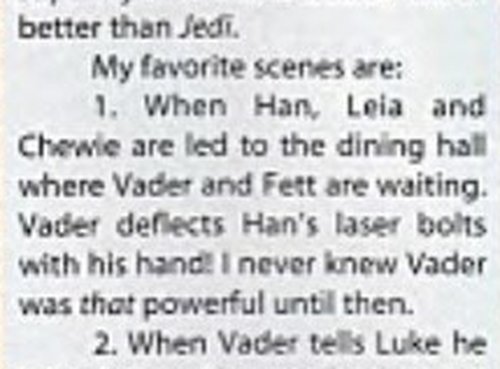 better than Jedi.
My favorite scenes are:
1. When Han, Leia and
Chewie are led to the dining hall
where Vader and Fett are waiting.
Vader deflects Han's laser bolts
with his hand! I never knew Vader
was that powerful until then.
2. When Vader tells Luke he